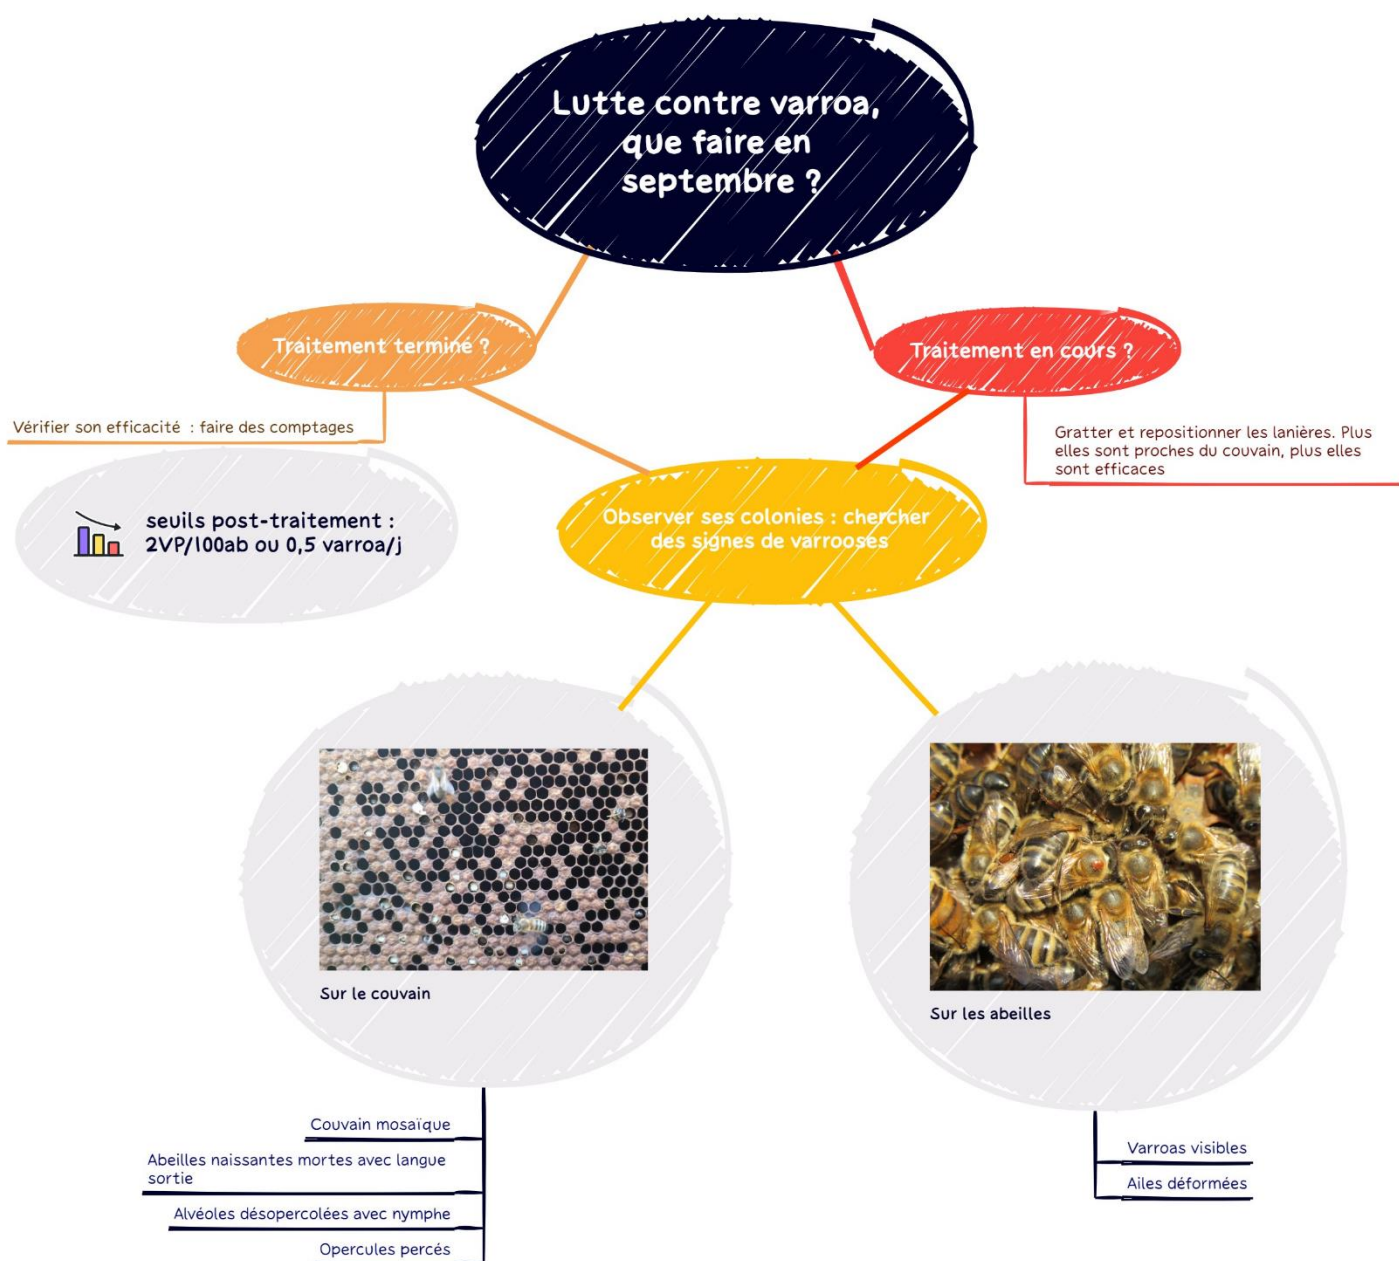 Lutte contre varroa,
que faire en
septembre ?
Traitement terminé ?
Traitement en cours ?
Vérifier son efficacité : faire des comptages
Gratter et repositionner les lanières. Plus
elles sont proches du couvain, plus elles
sont efficaces
seuils post-traitement :
2VP/100ab ou 0,5 varroa/j
Observer ses colonies : chercher
des signes de varrooses
Sur le couvain
Sur les abeilles
Couvain mosaïque
Abeilles naissantes mortes avec langue
sortie
Alvéoles désopercolées avec nymphe
Opercules percés
Varroas visibles
Ailes déformées